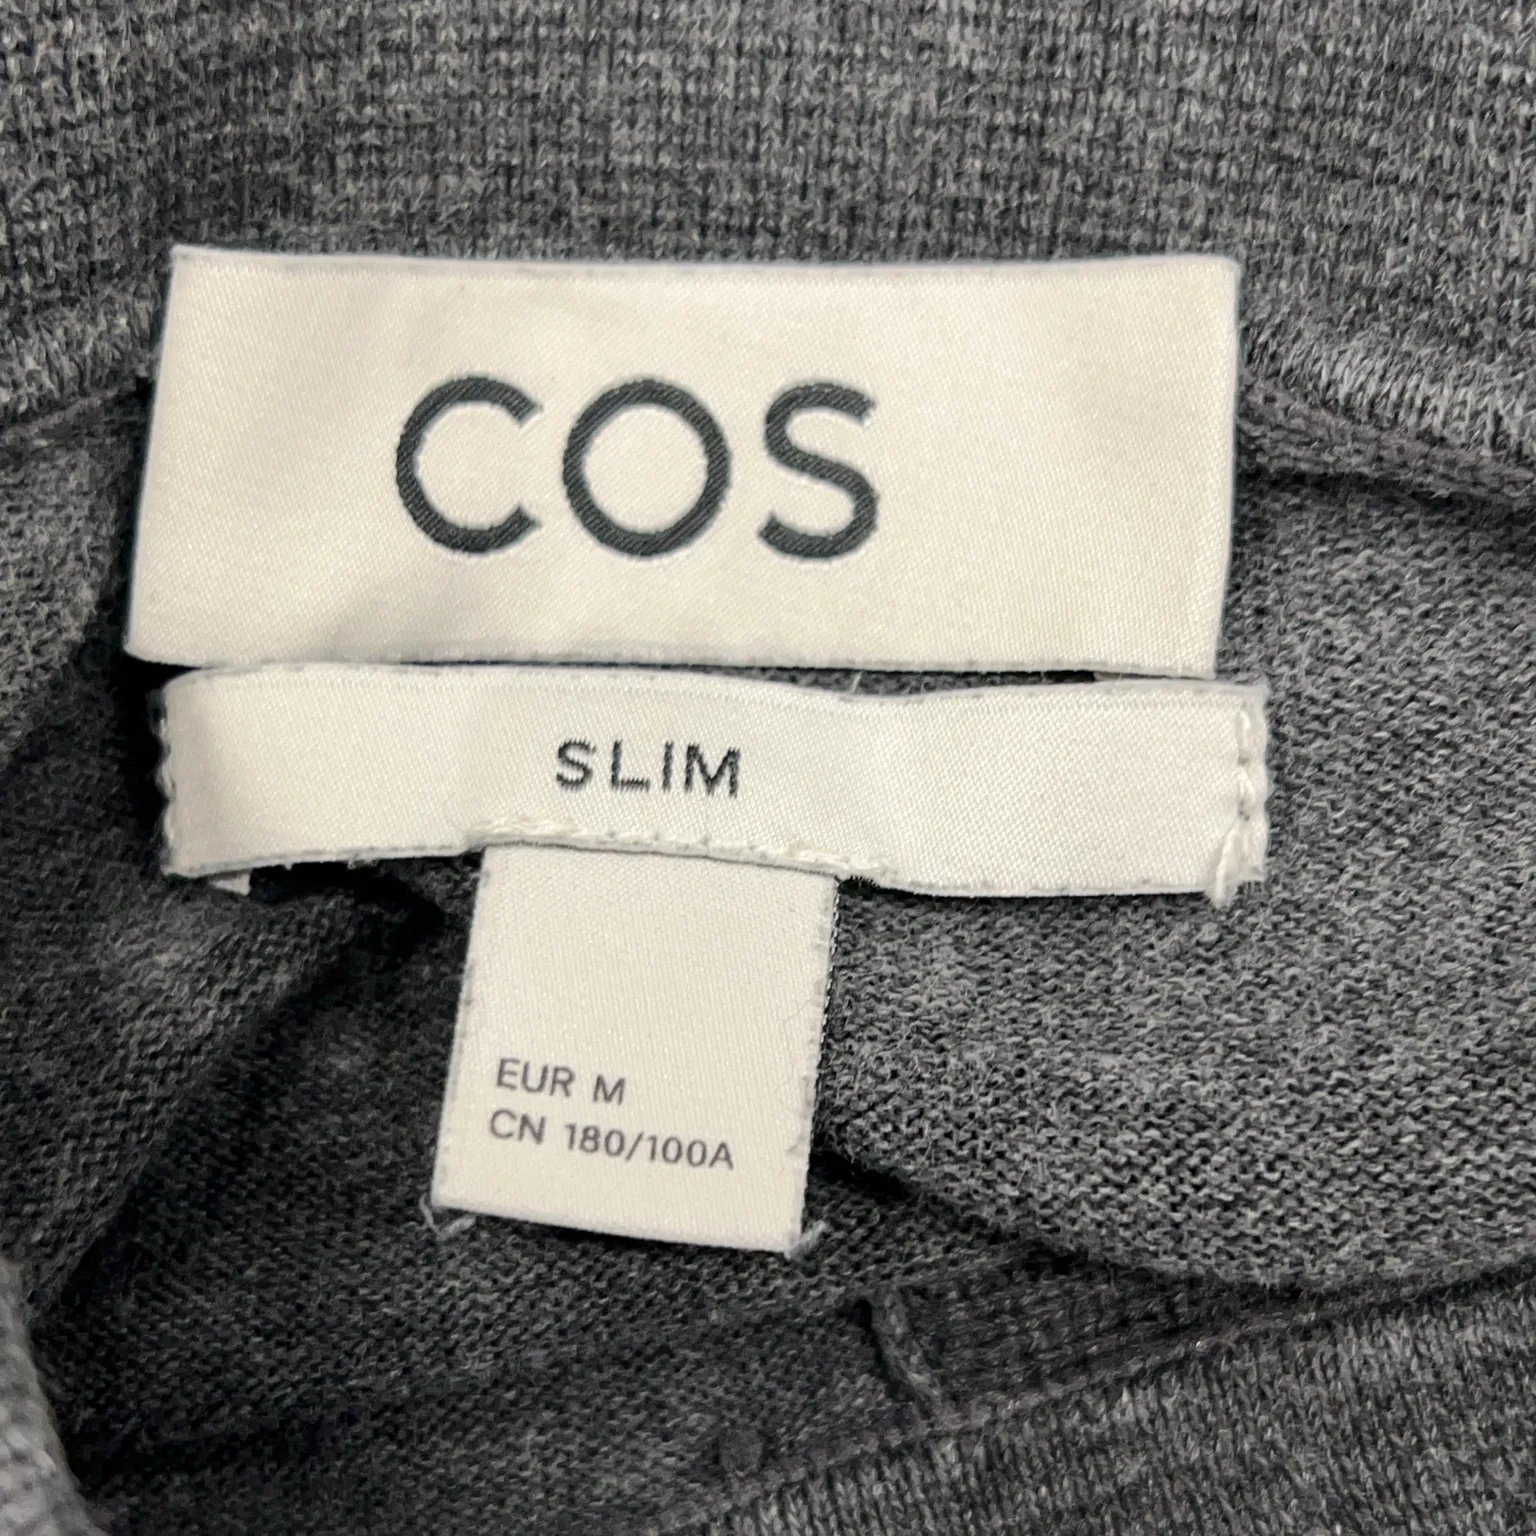 COS
SLIM
EUR M
CN 180/100A